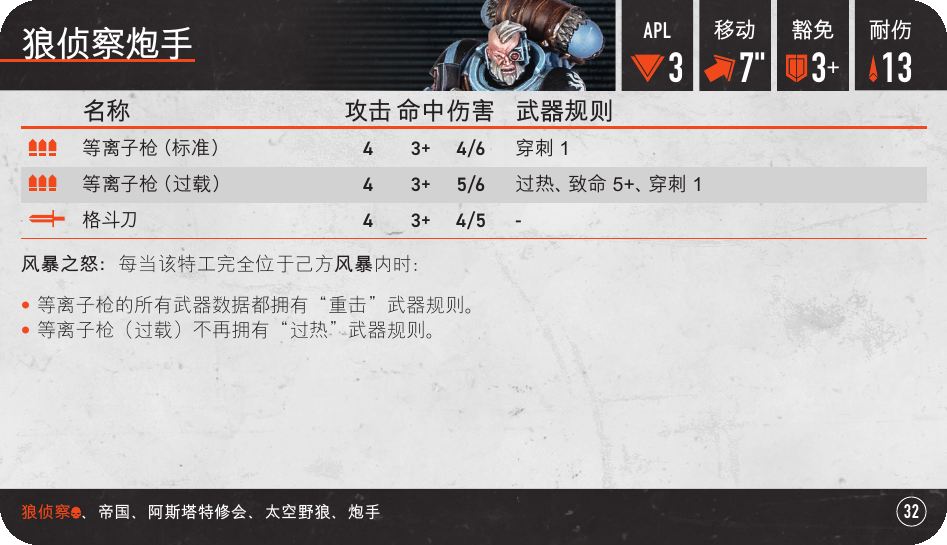 狼侦察炮手
APL 移动 豁免 耐伤
3 7" 3+ 13
名称 攻击 命中 伤害 武器规则
等离子枪（标准） 4 3+ 4/6 穿刺 1
等离子枪（过载） 4 3+ 5/6 过热、致命 5+、穿刺 1
格斗刀 4 3+ 4/5 -
风暴之怒：每当该特工完全位于己方风暴内时：
• 等离子枪的所有武器数据都拥有“重击”武器规则。
• 等离子枪（过载）不再拥有“过热”武器规则。
狼侦察、帝国、阿斯塔特修会、太空野狼、炮手
32